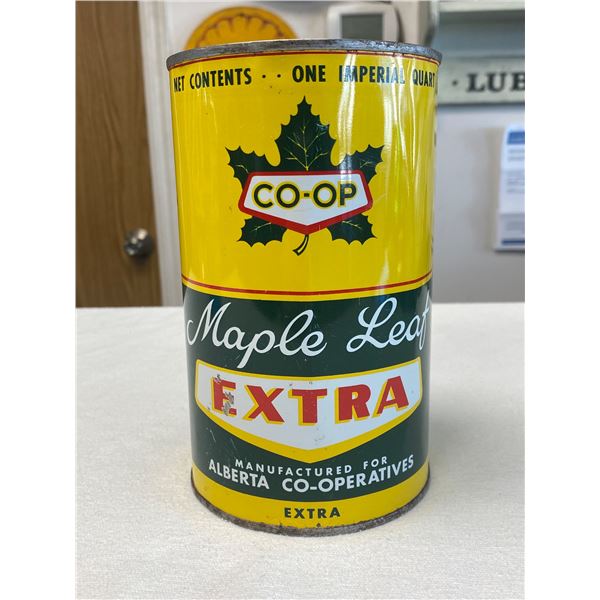 NET CONTENTS · · ONE IMPERIAL QUART
CO-OP
Maple Leaf
EXTRA
MANUFACTURED FOR
ALBERTA CO-OPERATIVES
EXTRA
LUB